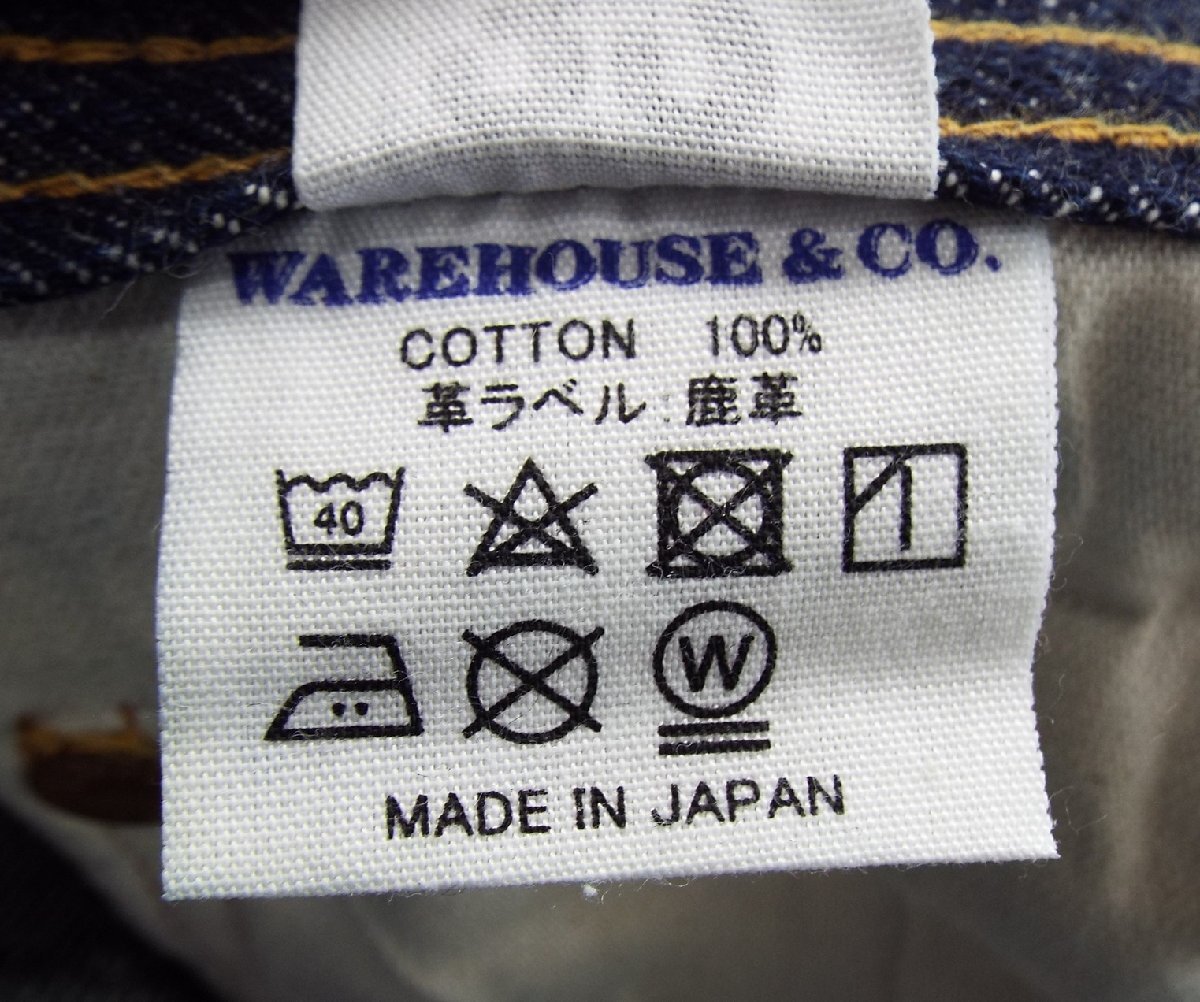 WAREHOUSE & CO.
COTTON 100%
革ラベル:鹿革
40
W
MADE IN JAPAN